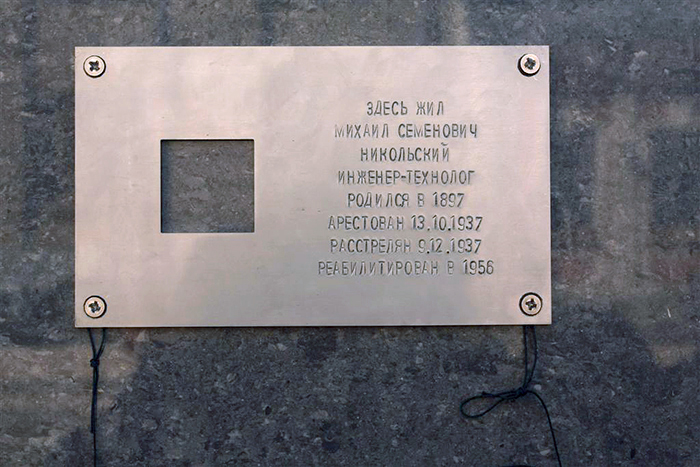 ЗДЕСЬ ЖИЛ
МИХАИЛ СЕМЕНОВИЧ
НИКОЛЬСКИЙ
ИНЖЕНЕР-ТЕХНОЛОГ
РОДИЛСЯ В 1897
АРЕСТОВАН 13.10.1937
РАССТРЕЛЯН 9.12.1937
РЕАБИЛИТИРОВАН В 1956